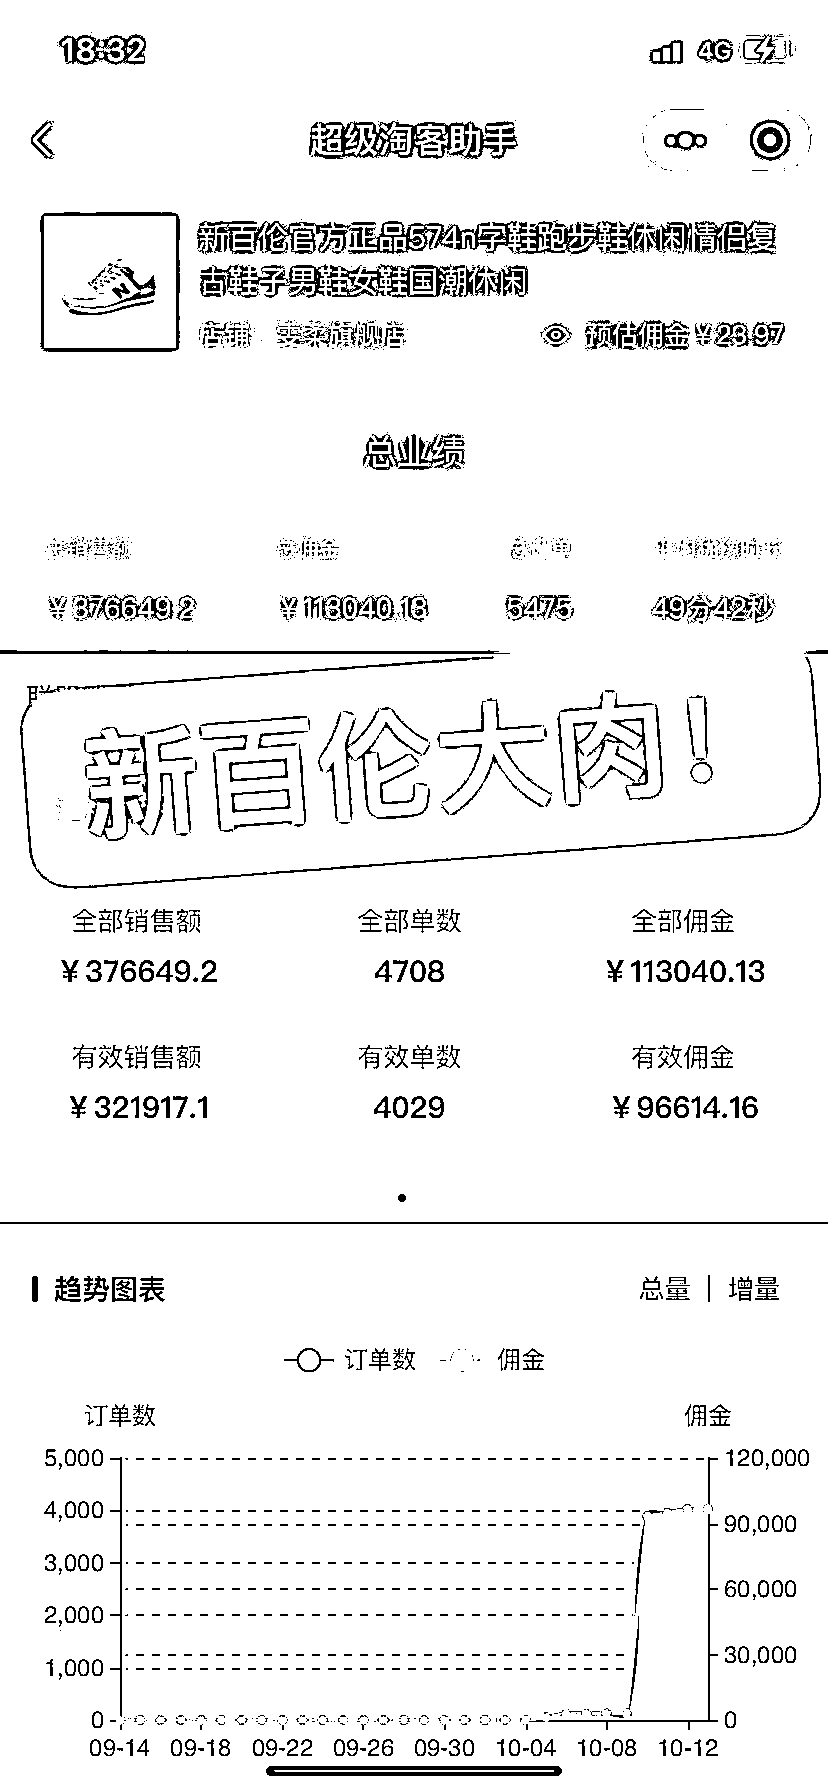 18:32
4G
超级淘客助手
新百伦官方正品574n字鞋跑步鞋休闲情侣复
古鞋子男鞋女鞋国潮休闲
店铺
旗舰店
预估佣金￥23.97
总业绩
总销售额 总佣金
￥376649.2 ￥113040.13 5475 49分42秒
新百伦大肉！
全部销售额 全部单数 全部佣金
￥376649.2 4708 ￥113040.13
有效销售额 有效单数 有效佣金
￥321917.1 4029 ￥96614.16
趋势图表 总量 | 增量
订单数 佣金
订单数 佣金
5,000 120,000
4,000 90,000
3,000 60,000
2,000 30,000
1,000
0 0
09-14 09-18 09-22 09-26 09-30 10-04 10-08 10-12